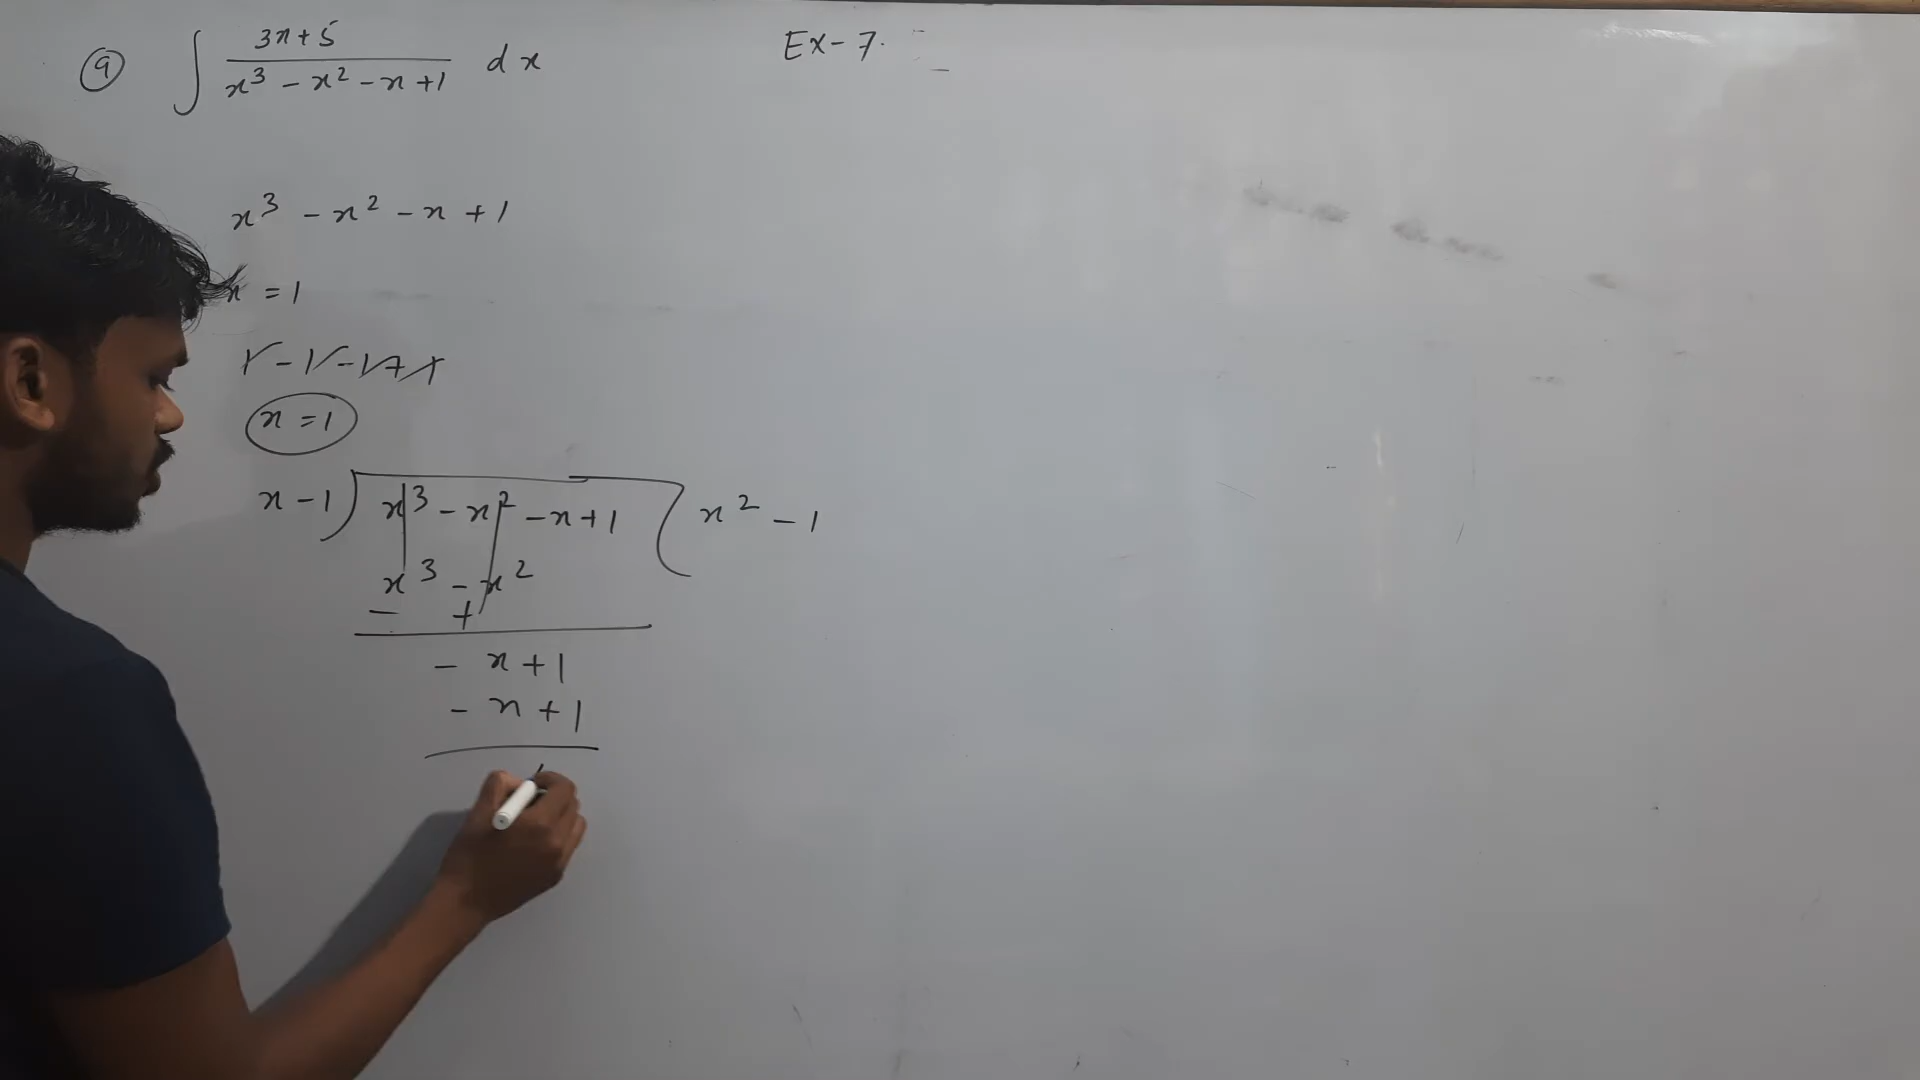 9 ∫ 3x+5 / x³ - x² - x + 1 dx
Ex-7.
x³ - x² - x + 1
x = 1
1 - 1 - 1 + 1
x = 1
x - 1 ) x³ - x² - x + 1 ( x² - 1
x³ - x²
- +
- x + 1
- x + 1